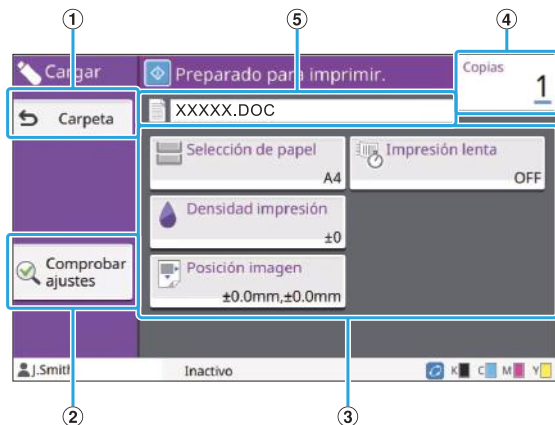 ① ⑤ ④
Cargar
Preparado para imprimir.
Copias
1
Carpeta
XXXXX.DOC
Selección de papel
A4
Impresión lenta
OFF
Densidad impresión
±0
Comprobar
ajustes
Posición imagen
±0.0mm,±0.0mm
J.Smith
Inactivo
K C M Y
② ③